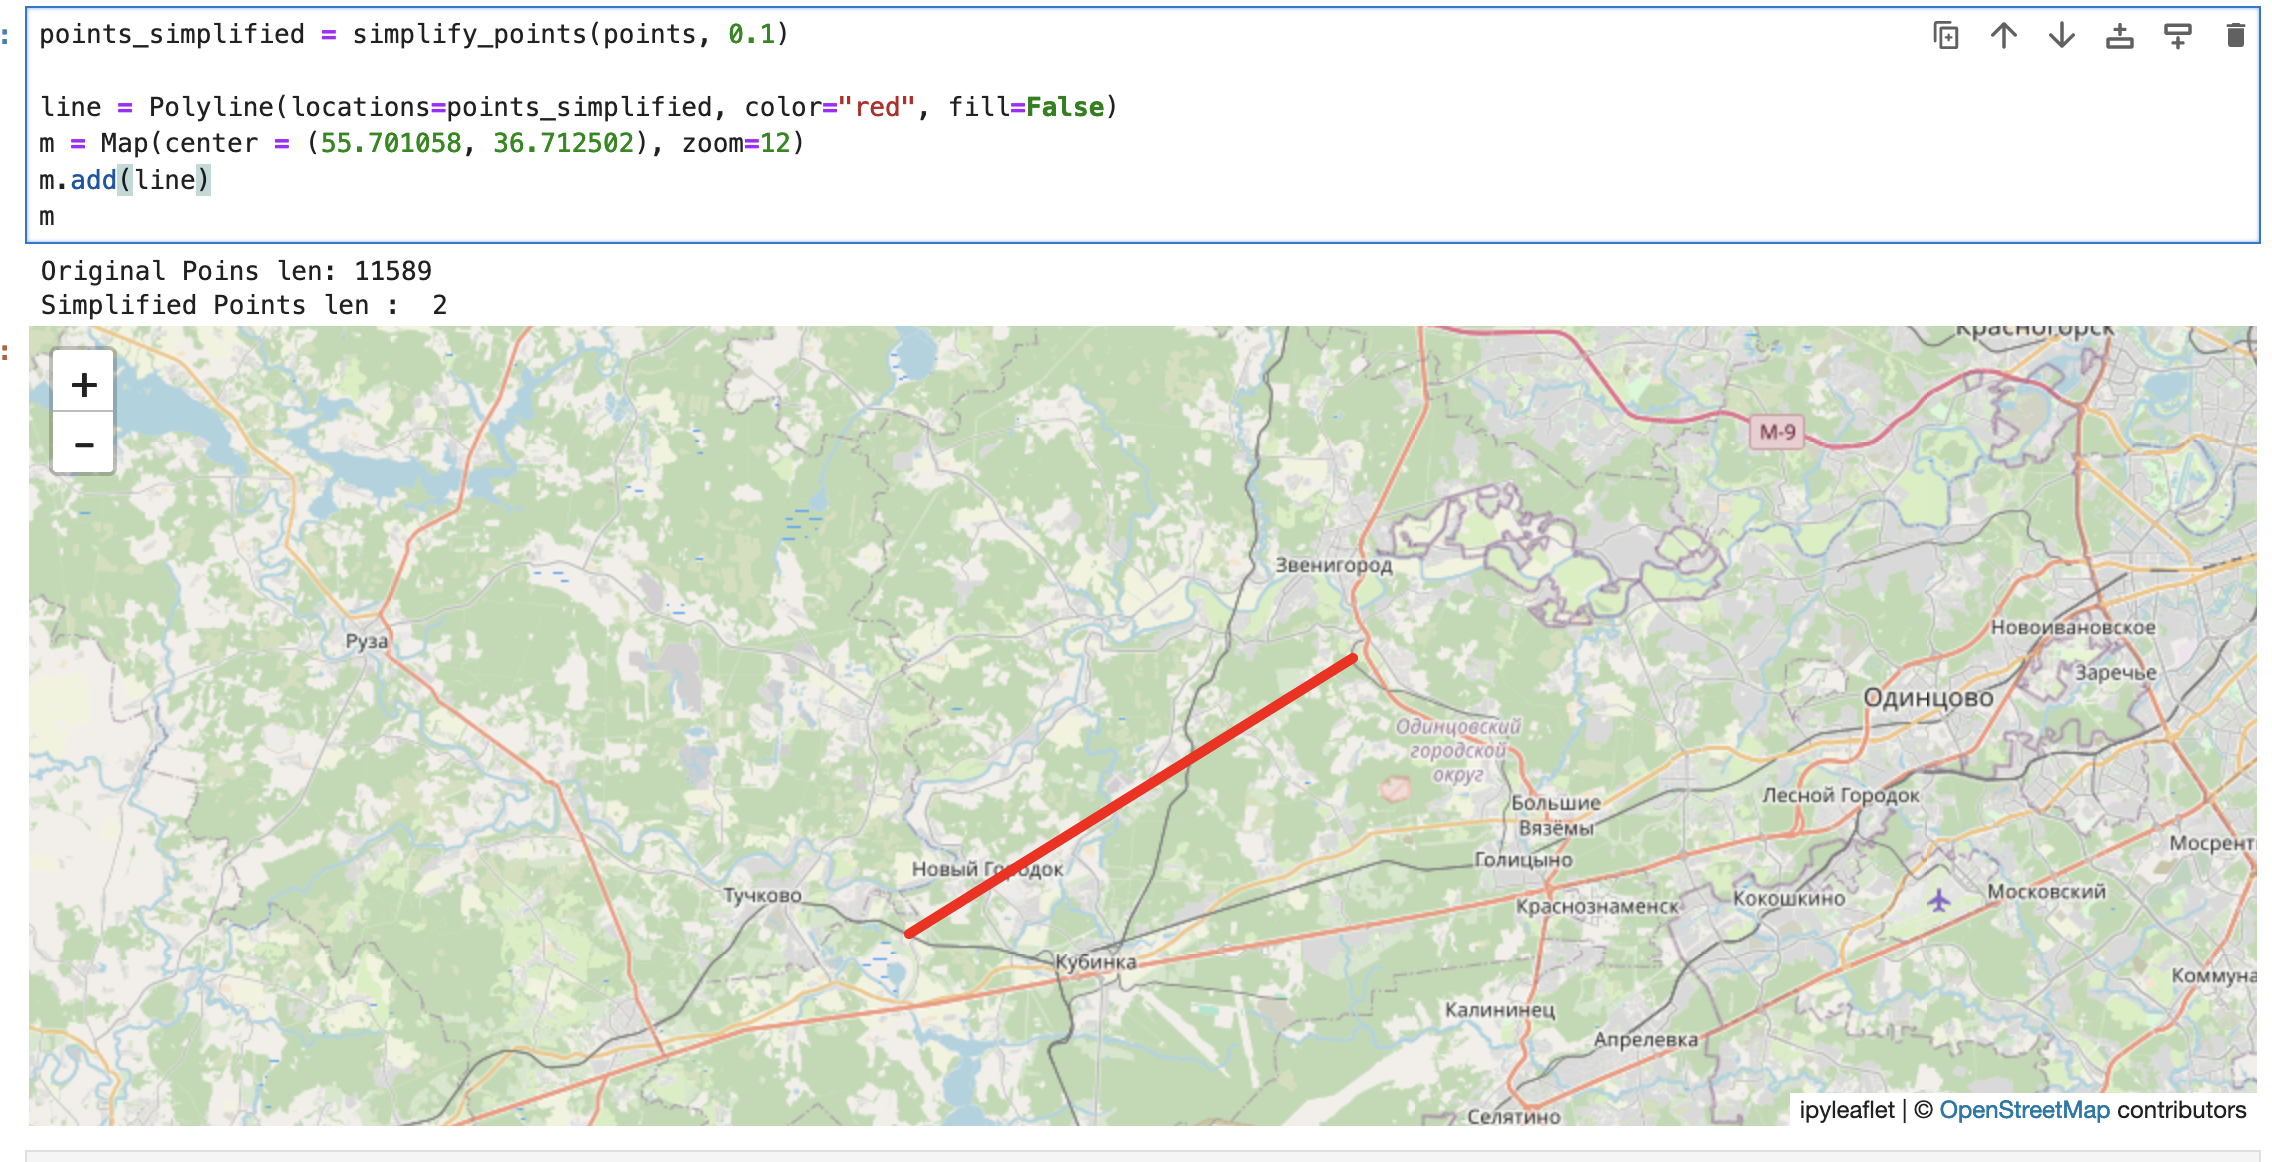 points_simplified = simplify_points(points, 0.1)
line = Polyline(locations=points_simplified, color="red", fill=False)
m = Map(center = (55.701058, 36.712502), zoom=12)
m.add(line)
m
Original Poins len: 11589
Simplified Points len :  2
+
−
Красногорск
М-9
Звенигород
Руза
Новоивановское
Заречье
Одинцово
Одинцовский
городской
округ
Лесной Городок
Большие
Вязёмы
Мосрент
Голицыно
Новый Городок
Тучково
Московский
Кокошкино
Краснознаменск
Кубинка
Коммуна
Калининец
Апрелевка
Селятино
ipyleaflet | © OpenStreetMap contributors